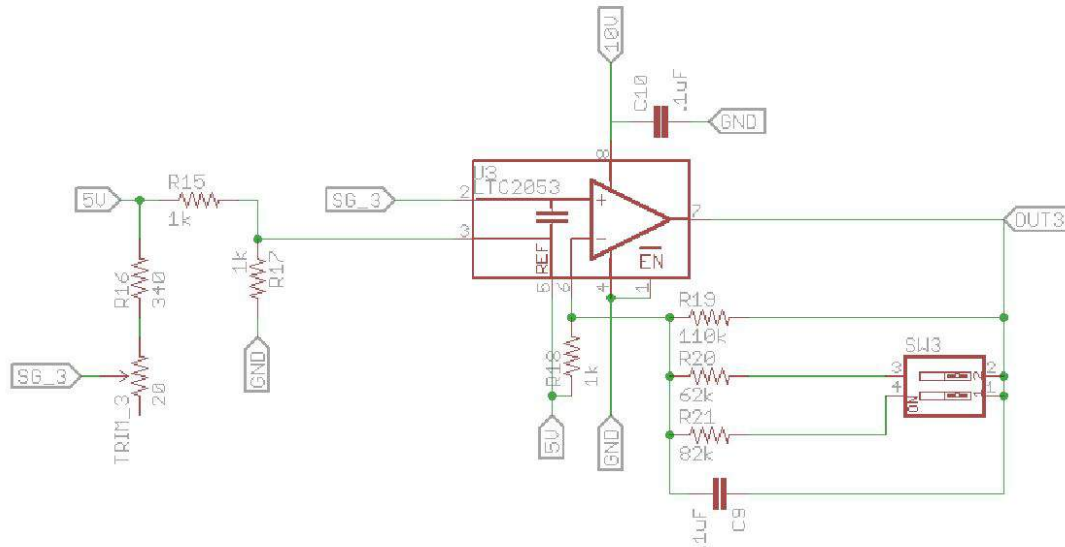 10V
C10
.1uF
GND
U3
LTC2053
8
5V
R15
1k
SG_3
2
7
OUT3
+
-
3
1k
R17
REF
EN
5
6
4
1
R16
340
GND
R18
1k
R19
110k
SW3
R20
62k
3
4
ON
2
1
2
1
SG_3
20
TRIM_3
5V
GND
R21
82k
.1uF
C9